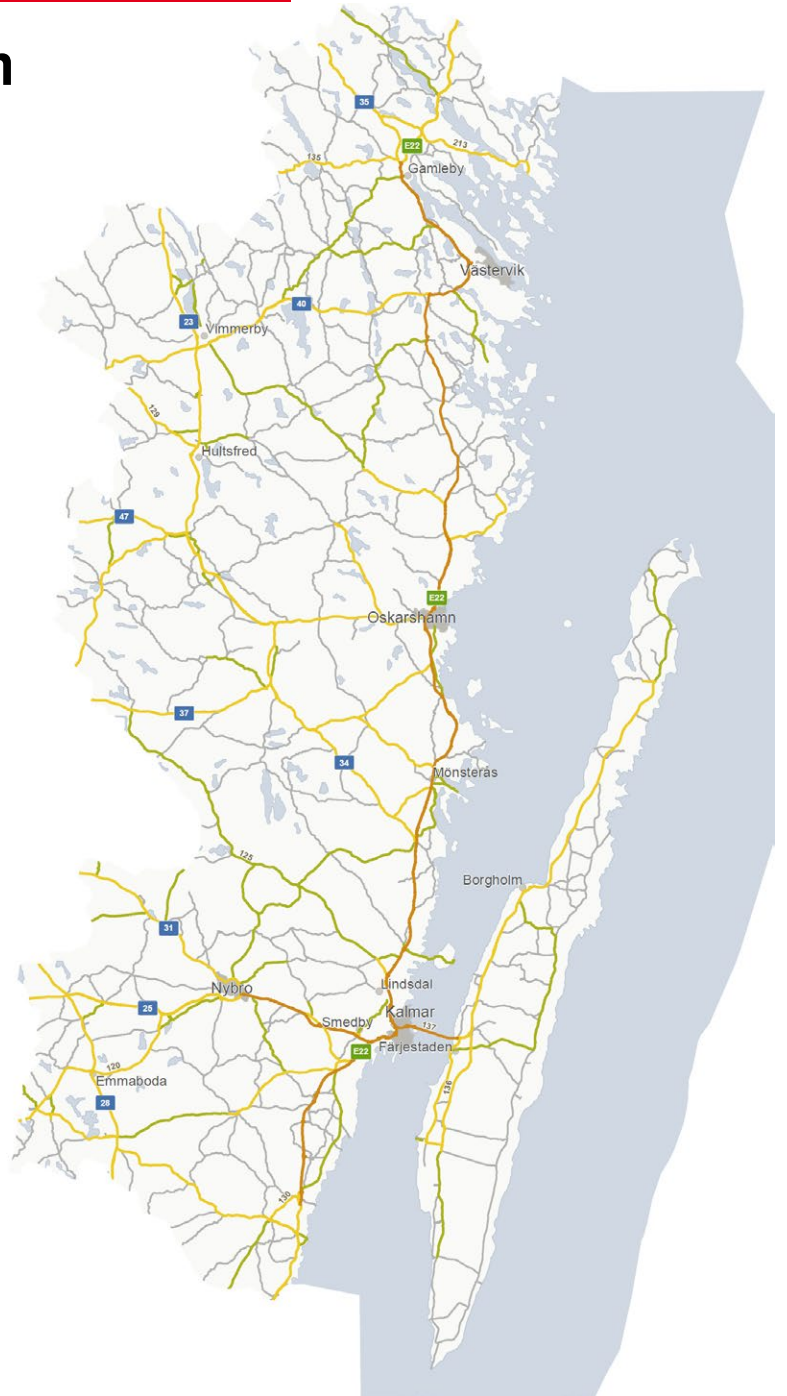 n
35
E22
213
135
Gamleby
Västervik
40
23
Vimmerby
129
Hultsfred
47
E22
Oskarshamn
37
34
Mönsterås
125
Borgholm
31
Nybro
Lindsdal
25
Kalmar
Smedby
137
Färjestaden
E22
120
Emmaboda
136
28
130